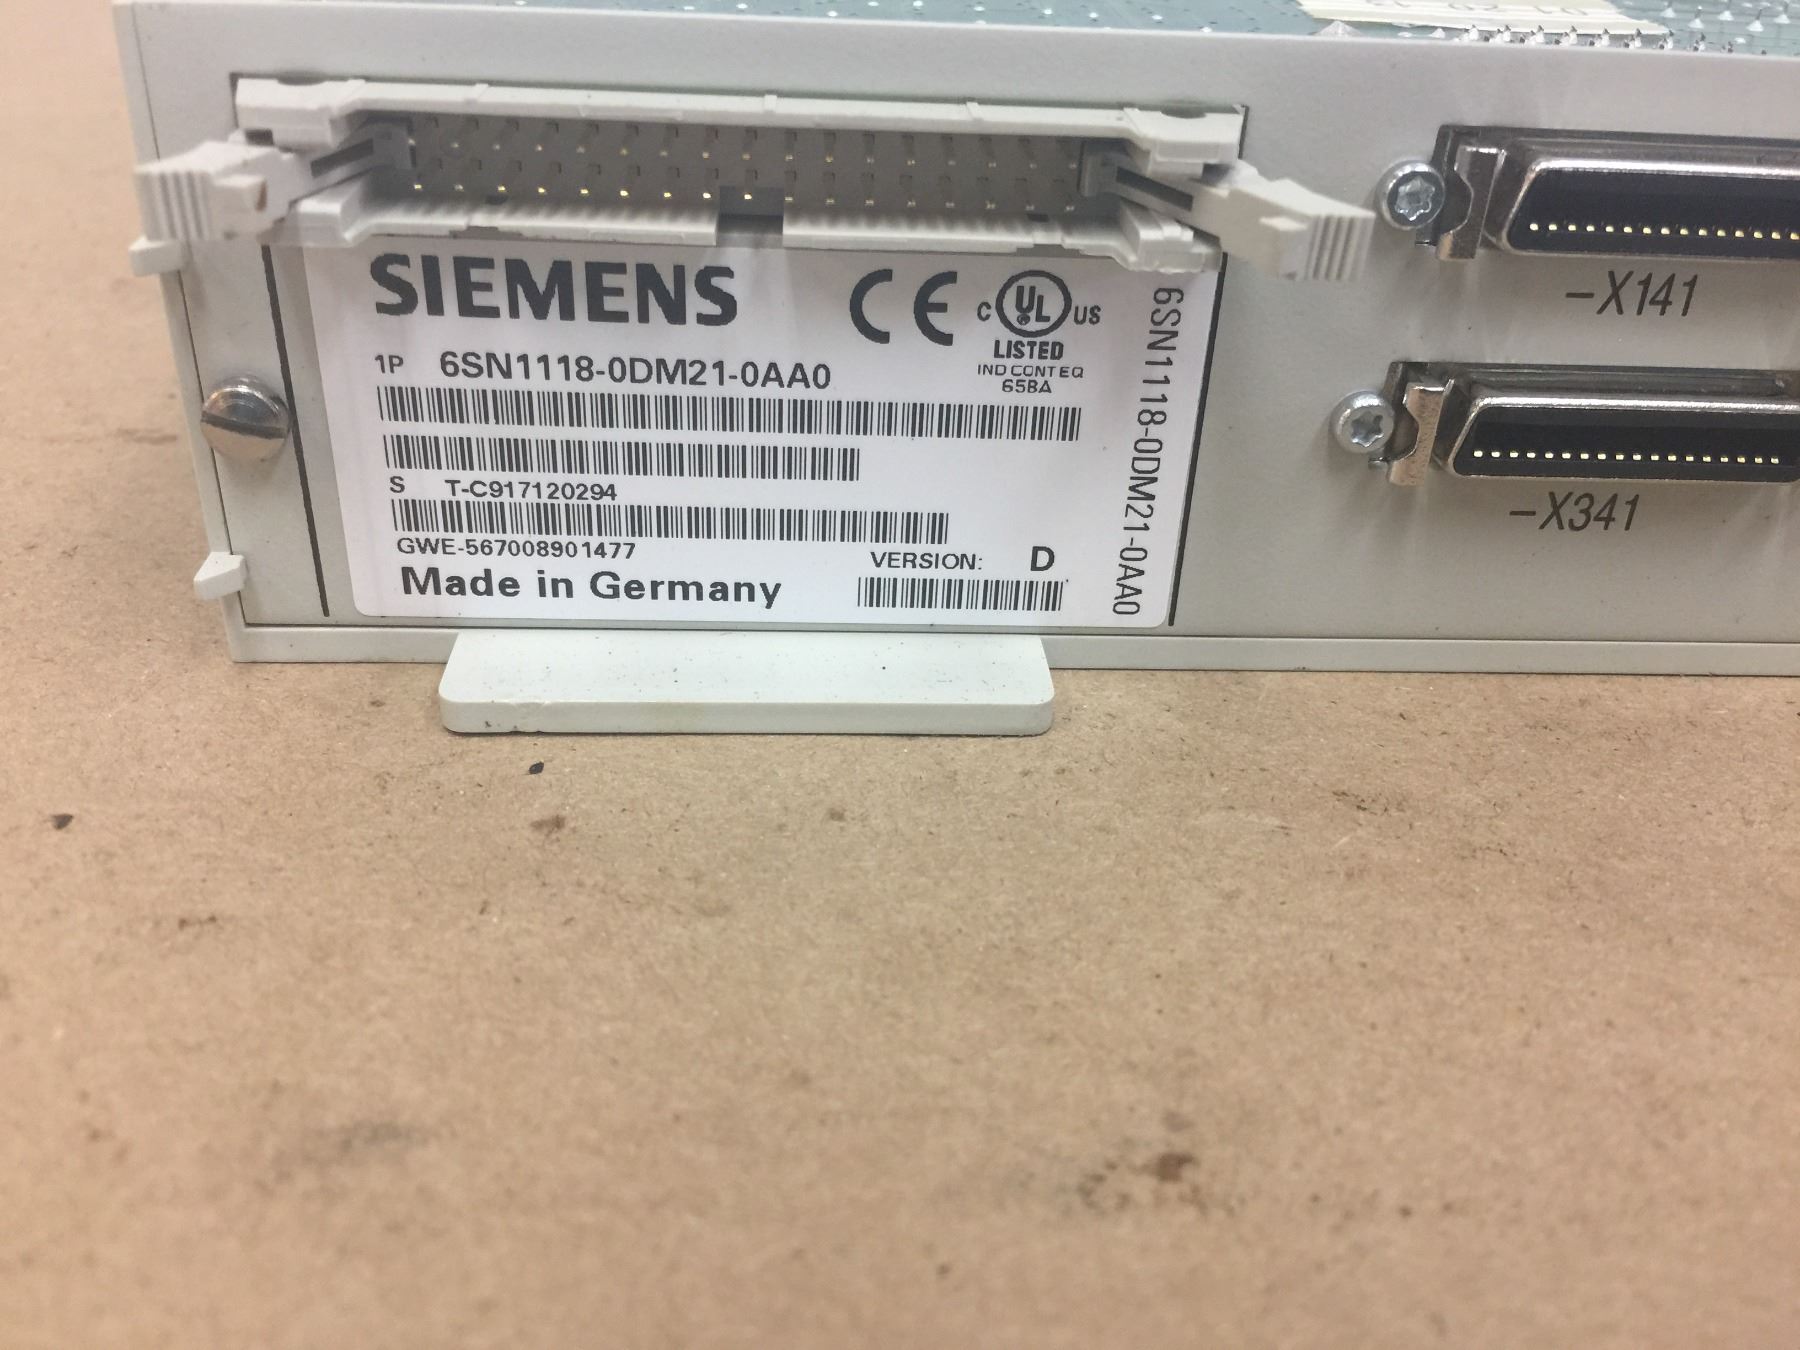 SIEMENS
CE
C UL US
LISTED
IND CONT EQ
65BA
1P 6SN1118-0DM21-0AA0
S T-C917120294
GWE-567008901477
VERSION: D
Made in Germany
6SN1118-0DM21-0AA0
-X141
-X341